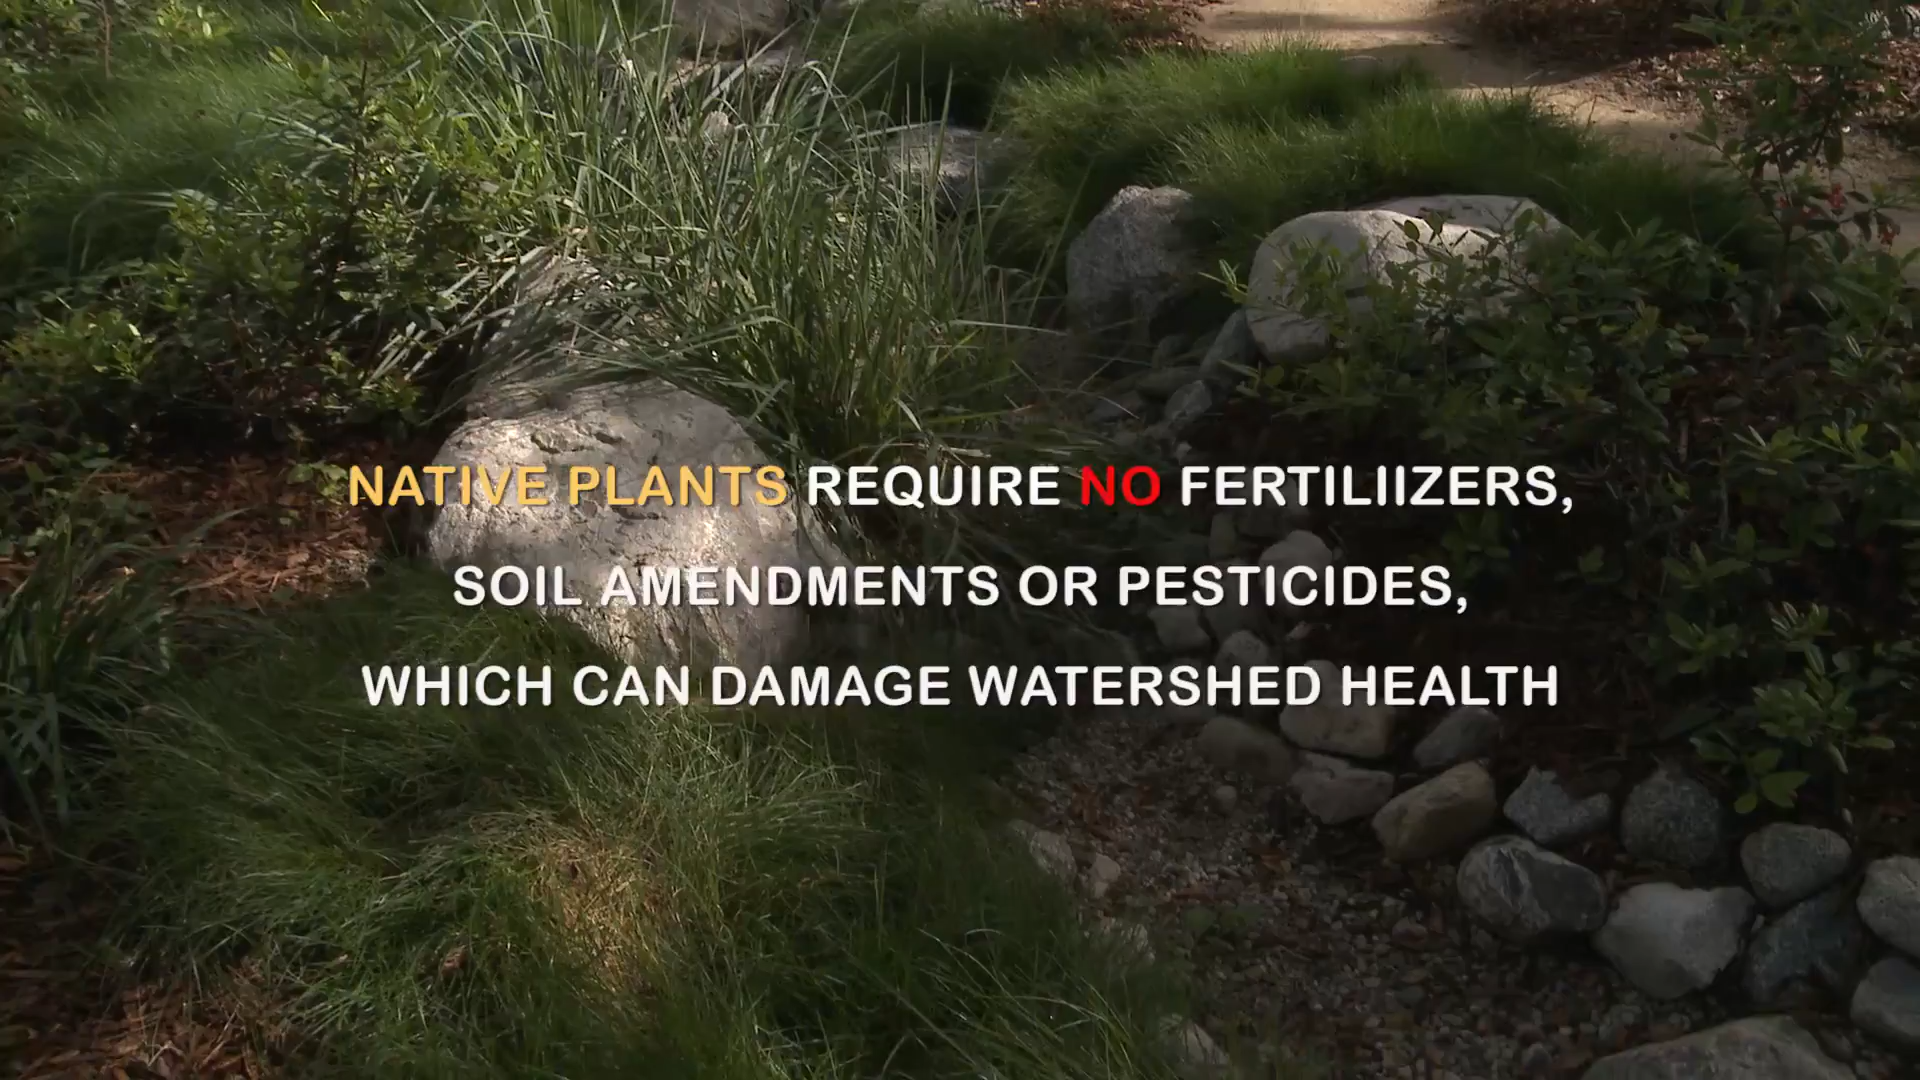 NATIVE PLANTS REQUIRE NO FERTILIIZERS,
SOIL AMENDMENTS OR PESTICIDES,
WHICH CAN DAMAGE WATERSHED HEALTH